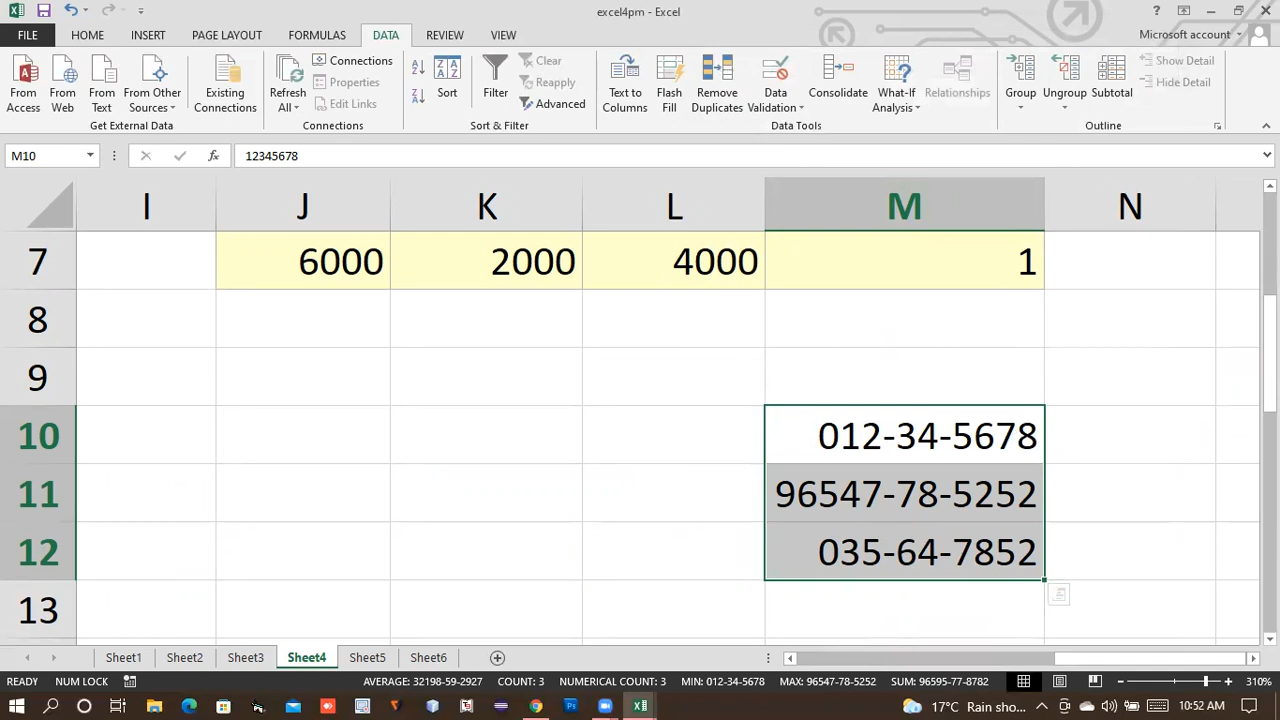 excel4pm - Excel
FILE HOME INSERT PAGE LAYOUT FORMULAS DATA REVIEW VIEW Microsoft account
From Access
From Web
From Text
From Other Sources
Existing Connections
Refresh All
Connections
Properties
Edit Links
Sort
Filter
Clear
Reapply
Advanced
Text to Columns
Flash Fill
Remove Duplicates
Data Validation
Consolidate
What-If Analysis
Relationships
Group
Ungroup
Subtotal
Show Detail
Hide Detail
Get External Data Connections Sort & Filter Data Tools Outline
M10 fx 12345678
I J K L M N
7 6000 2000 4000 1
8
9
10 012-34-5678
11 96547-78-5252
12 035-64-7852
13
Sheet1 Sheet2 Sheet3 Sheet4 Sheet5 Sheet6
READY NUM LOCK AVERAGE: 32198-59-2927 COUNT: 3 NUMERICAL COUNT: 3 MIN: 012-34-5678 MAX: 96547-78-5252 SUM: 96595-77-8782 310%
17°C Rain sho... 10:52 AM